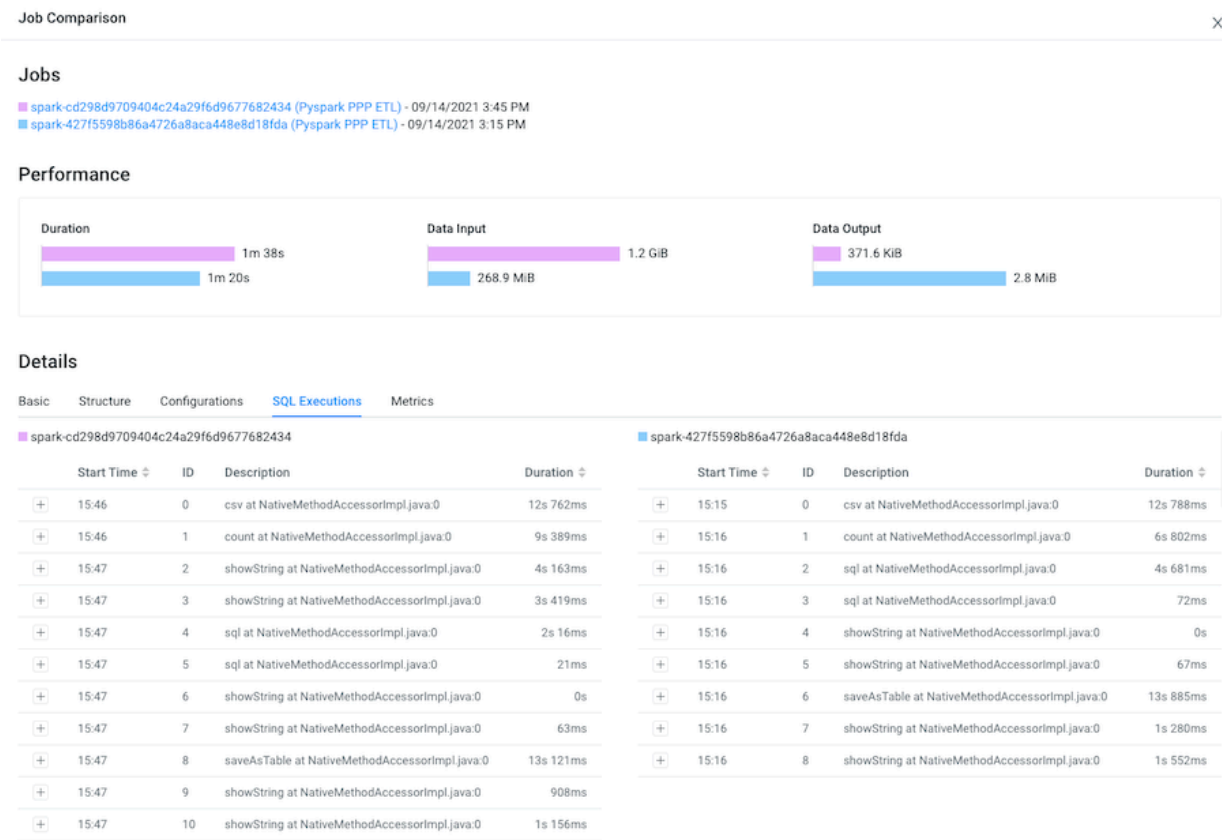 Job Comparison
X
Jobs
spark-cd298d9709404c24a29f6d9677682434 (Pyspark PPP ETL) - 09/14/2021 3:45 PM
spark-427f5598b86a4726a8aca448e8d18fda (Pyspark PPP ETL) - 09/14/2021 3:15 PM
Performance
Duration
1m 38s
1m 20s
Data Input
1.2 GiB
268.9 MiB
Data Output
371.6 KiB
2.8 MiB
Details
Basic Structure Configurations SQL Executions Metrics
spark-cd298d9709404c24a29f6d9677682434
Start Time ID Description Duration
+ 15:46 0 csv at NativeMethodAccessorImpl.java:0 12s 762ms
+ 15:46 1 count at NativeMethodAccessorImpl.java:0 9s 389ms
+ 15:47 2 showString at NativeMethodAccessorImpl.java:0 4s 163ms
+ 15:47 3 showString at NativeMethodAccessorImpl.java:0 3s 419ms
+ 15:47 4 sql at NativeMethodAccessorImpl.java:0 2s 16ms
+ 15:47 5 sql at NativeMethodAccessorImpl.java:0 21ms
+ 15:47 6 showString at NativeMethodAccessorImpl.java:0 0s
+ 15:47 7 showString at NativeMethodAccessorImpl.java:0 63ms
+ 15:47 8 saveAsTable at NativeMethodAccessorImpl.java:0 13s 121ms
+ 15:47 9 showString at NativeMethodAccessorImpl.java:0 908ms
+ 15:47 10 showString at NativeMethodAccessorImpl.java:0 1s 156ms
spark-427f5598b86a4726a8aca448e8d18fda
Start Time ID Description Duration
+ 15:15 0 csv at NativeMethodAccessorImpl.java:0 12s 788ms
+ 15:16 1 count at NativeMethodAccessorImpl.java:0 6s 802ms
+ 15:16 2 sql at NativeMethodAccessorImpl.java:0 4s 681ms
+ 15:16 3 sql at NativeMethodAccessorImpl.java:0 72ms
+ 15:16 4 showString at NativeMethodAccessorImpl.java:0 0s
+ 15:16 5 showString at NativeMethodAccessorImpl.java:0 67ms
+ 15:16 6 saveAsTable at NativeMethodAccessorImpl.java:0 13s 885ms
+ 15:16 7 showString at NativeMethodAccessorImpl.java:0 1s 280ms
+ 15:16 8 showString at NativeMethodAccessorImpl.java:0 1s 552ms